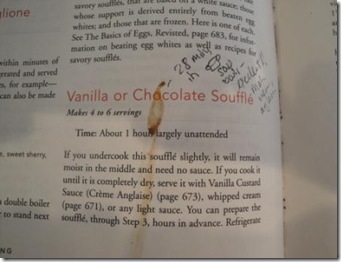 glione
within minutes of
ared and served
es, for example—
can also be made
e, sweet sherry,
double boiler
r to stand next
NG
savory soufflés, that are based on a white sauce; those
whose support is derived entirely from beaten egg
whites; and those that are frozen. Here is one of each.
See The Basics of Eggs, Revisted, page 683, for infor-
mation on beating egg whites as well as recipes for
savory soufflés.
28 min
in
Vanilla or Chocolate Soufflé
Makes 4 to 6 servings
Time: About 1 hour, largely unattended
If you undercook this soufflé slightly, it will remain
moist in the middle and need no sauce. If you cook it
until it is completely dry, serve it with Vanilla Custard
Sauce (Crème Anglaise) (page 673), whipped cream
(page 671), or any light sauce. You can prepare the
soufflé, through Step 3, hours in advance. Refrigerate